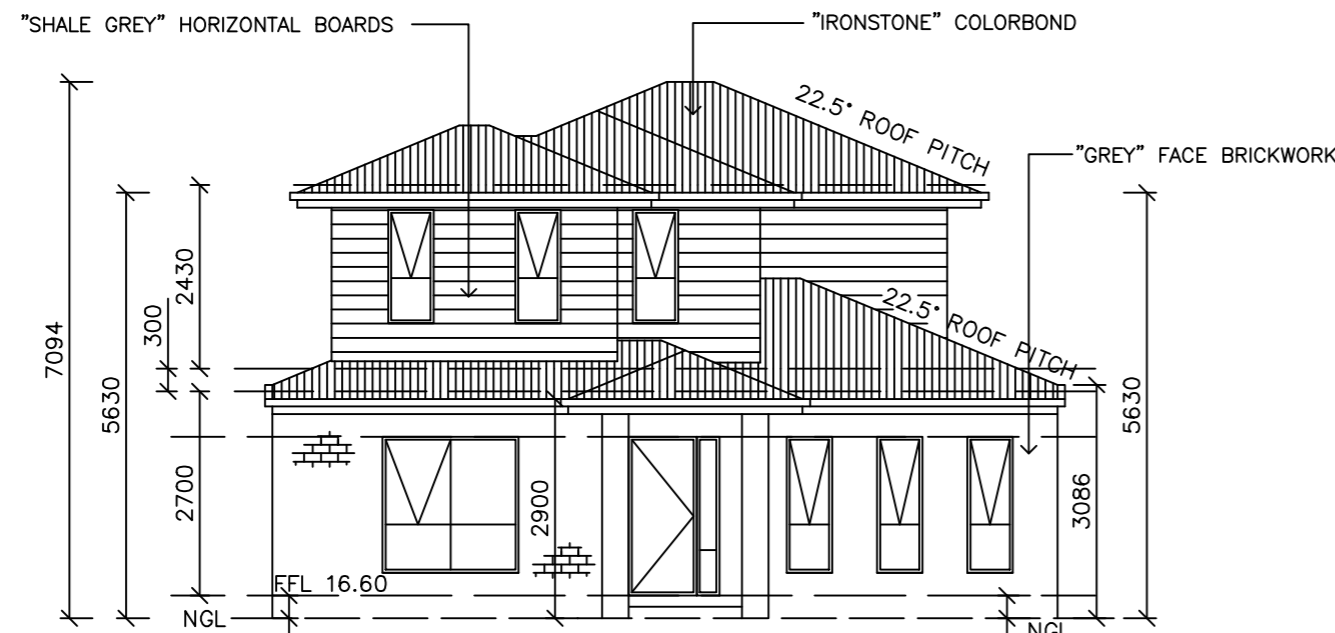 "SHALE GREY" HORIZONTAL BOARDS
"IRONSTONE" COLORBOND
22.5° ROOF PITCH
"GREY" FACE BRICKWORK
7094
5630
2430
300
2700
22.5° ROOF PITCH
5630
3086
2900
FFL 16.60
NGL
NGL